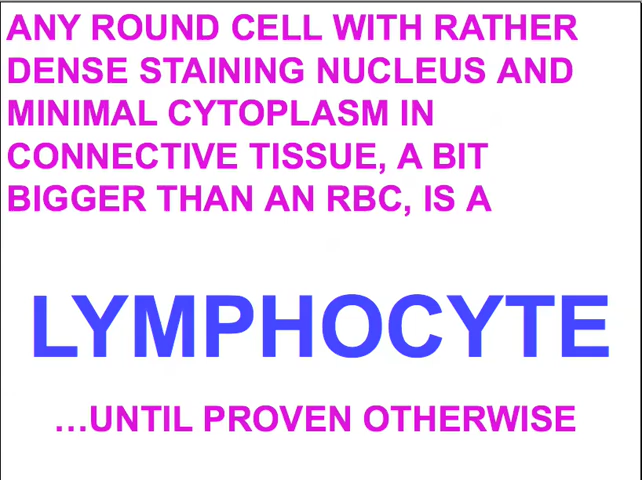 ANY ROUND CELL WITH RATHER
DENSE STAINING NUCLEUS AND
MINIMAL CYTOPLASM IN
CONNECTIVE TISSUE, A BIT
BIGGER THAN AN RBC, IS A
LYMPHOCYTE
…UNTIL PROVEN OTHERWISE